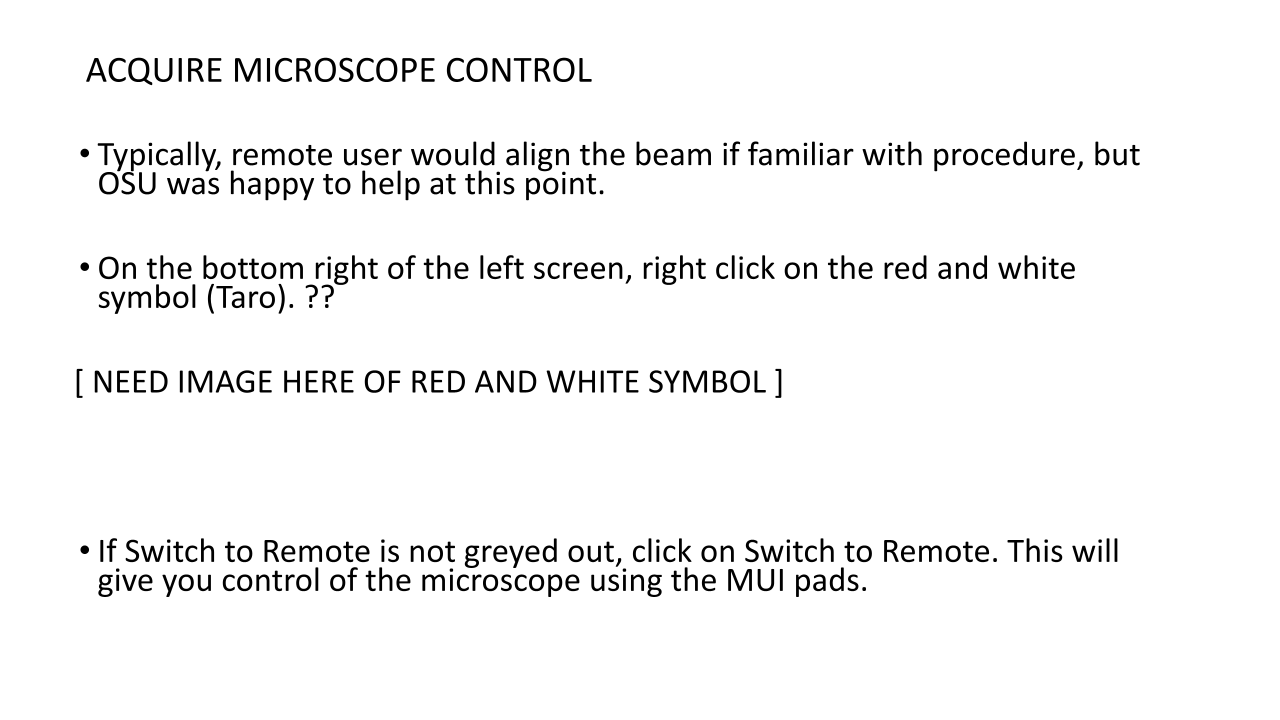 ACQUIRE MICROSCOPE CONTROL
• Typically, remote user would align the beam if familiar with procedure, but
OSU was happy to help at this point.
• On the bottom right of the left screen, right click on the red and white
symbol (Taro). ??
[ NEED IMAGE HERE OF RED AND WHITE SYMBOL ]
• If Switch to Remote is not greyed out, click on Switch to Remote. This will
give you control of the microscope using the MUI pads.